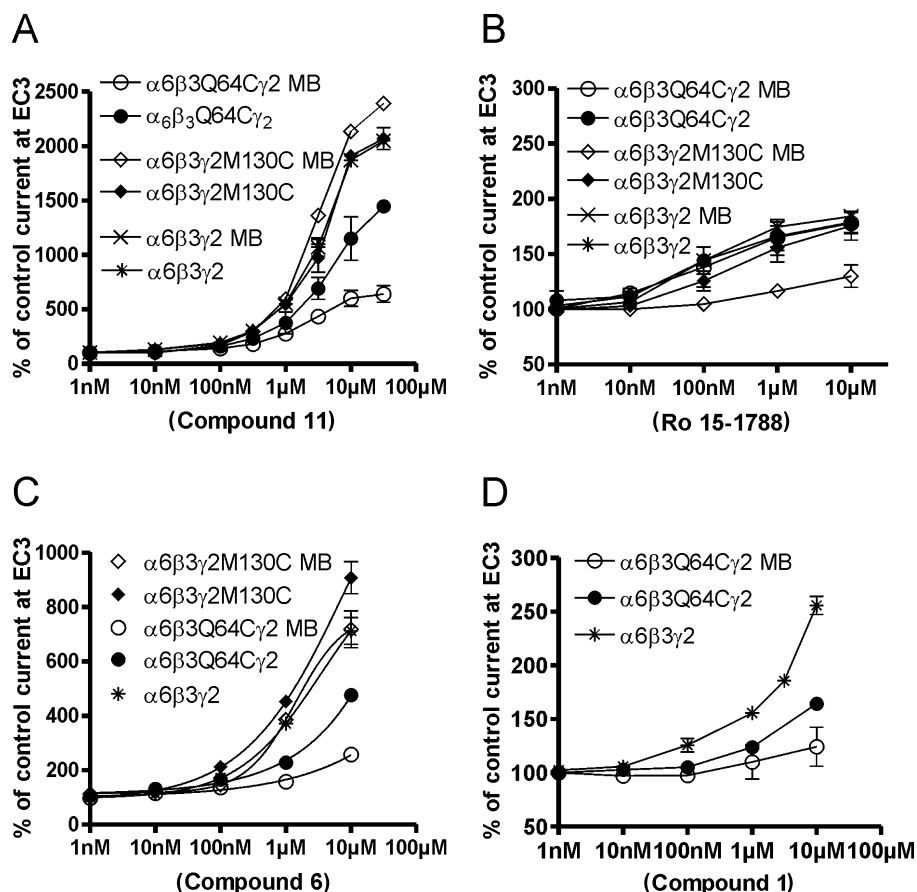 A
% of control current at EC3
2500
2000
1500
1000
500
0
α6β3Q64Cγ2 MB
α₆β₃Q64Cγ₂
α6β3γ2M130C MB
α6β3γ2M130C
α6β3γ2 MB
α6β3γ2
1nM 10nM 100nM 1µM 10µM 100µM
(Compound 11)
B
% of control current at EC3
300
250
200
150
100
50
α6β3Q64Cγ2 MB
α6β3Q64Cγ2
α6β3γ2M130C MB
α6β3γ2M130C
α6β3γ2 MB
α6β3γ2
1nM 10nM 100nM 1µM 10µM
(Ro 15-1788)
C
% of control current at EC3
1000
800
600
400
200
0
α6β3γ2M130C MB
α6β3γ2M130C
α6β3Q64Cγ2 MB
α6β3Q64Cγ2
α6β3γ2
1nM 10nM 100nM 1µM 10µM 100µM
(Compound 6)
D
% of control current at EC3
300
250
200
150
100
50
α6β3Q64Cγ2 MB
α6β3Q64Cγ2
α6β3γ2
1nM 10nM 100nM 1µM 10µM 100µM
(Compound 1)